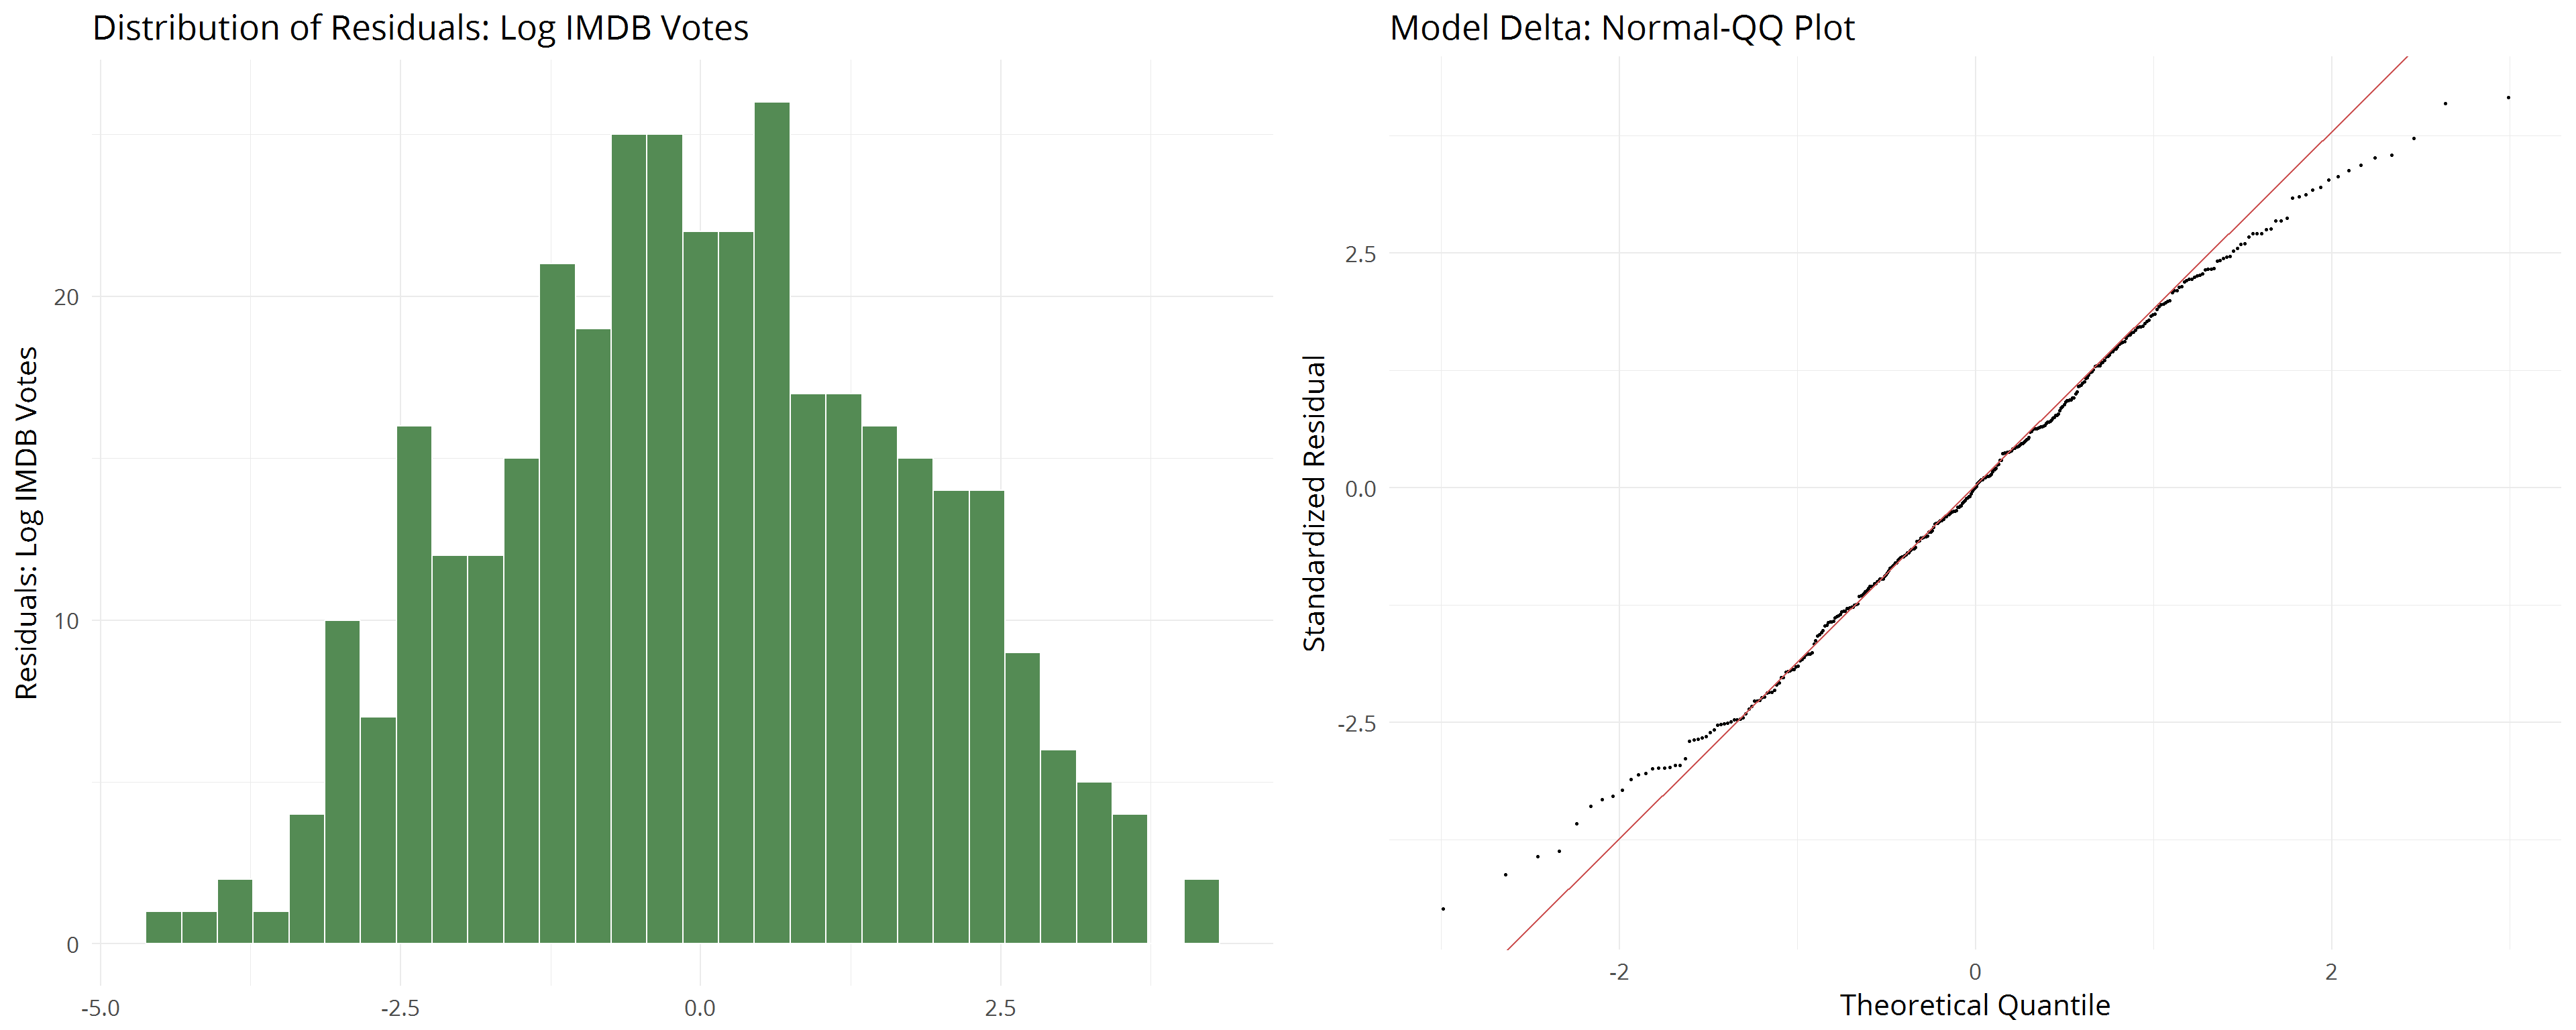 Distribution of Residuals: Log IMDB Votes
Residuals: Log IMDB Votes
20
10
0
-5.0 -2.5 0.0 2.5
Model Delta: Normal-QQ Plot
Standardized Residual
2.5
0.0
-2.5
-2 0 2
Theoretical Quantile